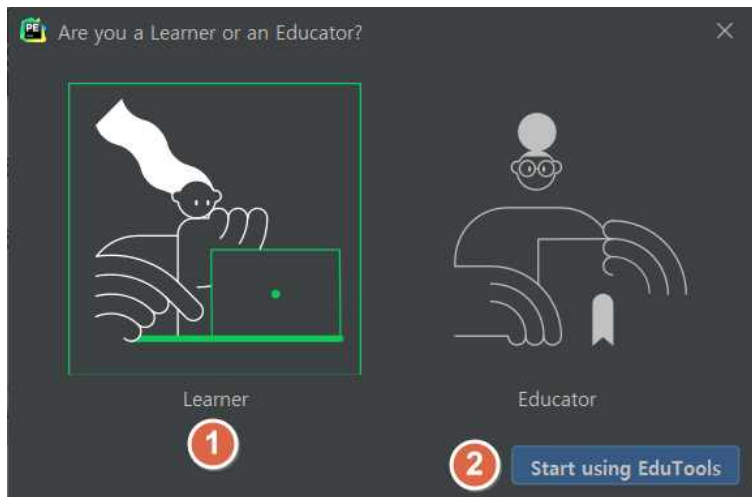 PE
Are you a Learner or an Educator?
Learner
Educator
1
2
Start using EduTools